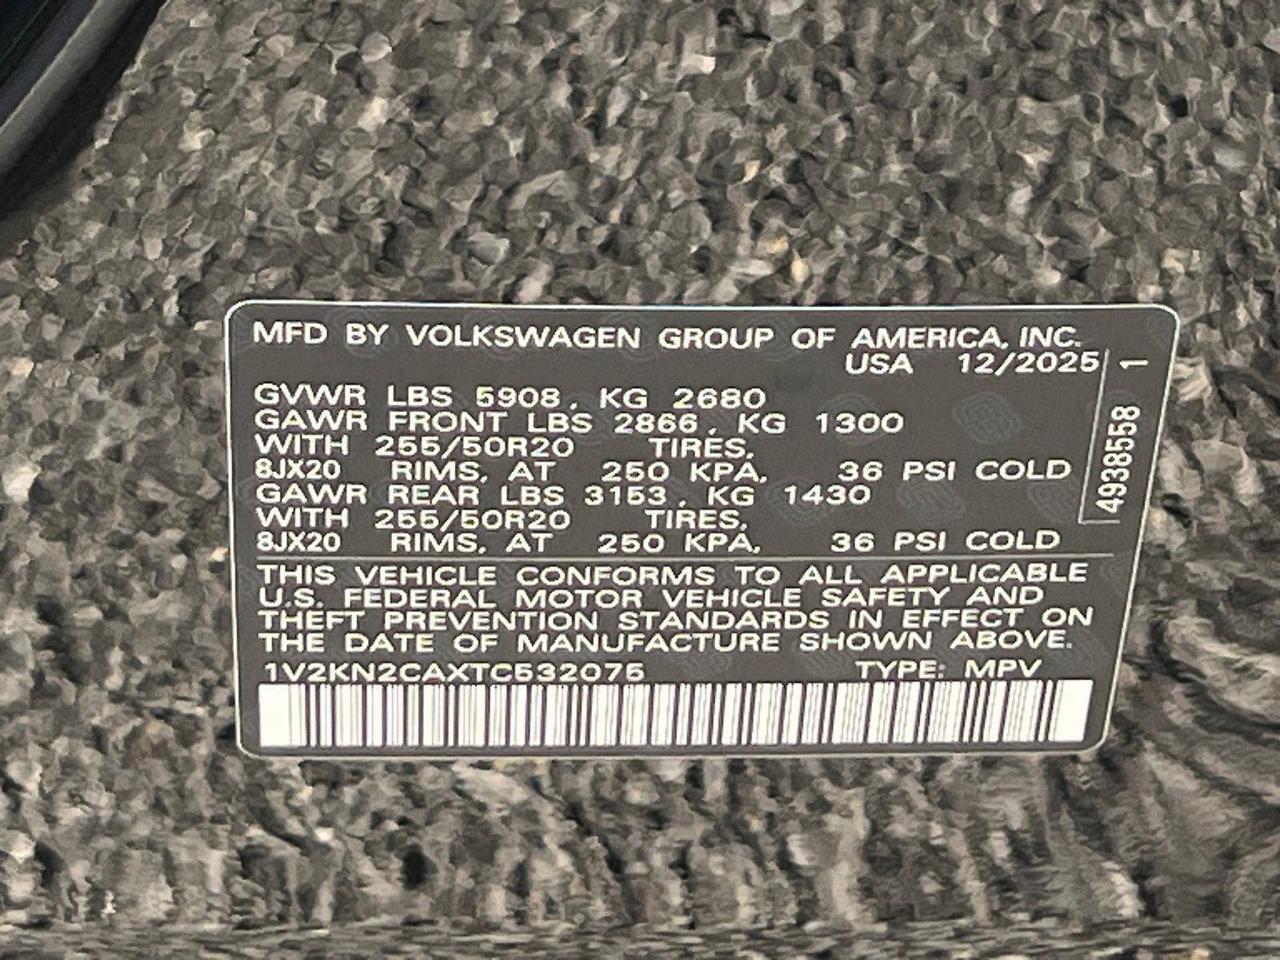 MFD BY VOLKSWAGEN GROUP OF AMERICA, INC.
USA 12/2025
GVWR LBS 5908, KG 2680
GAWR FRONT LBS 2866, KG 1300
WITH 255/50R20 TIRES,
8JX20 RIMS, AT 250 KPA, 36 PSI COLD
GAWR REAR LBS 3153, KG 1430
WITH 255/50R20 TIRES,
8JX20 RIMS, AT 250 KPA, 36 PSI COLD
THIS VEHICLE CONFORMS TO ALL APPLICABLE
U.S. FEDERAL MOTOR VEHICLE SAFETY AND
THEFT PREVENTION STANDARDS IN EFFECT ON
THE DATE OF MANUFACTURE SHOWN ABOVE.
1V2KN2CAXTC532075 TYPE: MPV
4938558 1